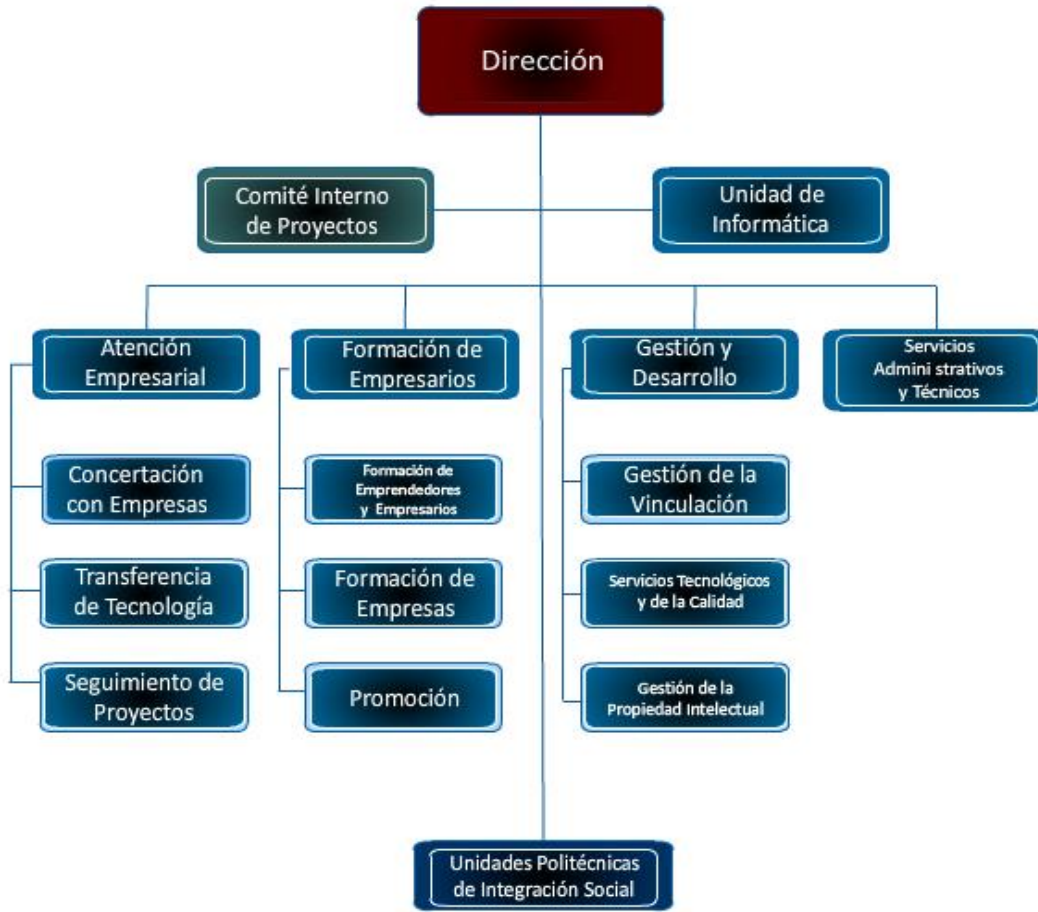 Dirección
Comité Interno
de Proyectos
Unidad de
Informática
Atención
Empresarial
Formación de
Empresarios
Gestión y
Desarrollo
Servicios
Admini strativos
y Técnicos
Concertación
con Empresas
Formación de
Emprendedores
y Empresarios
Gestión de la
Vinculación
Transferencia
de Tecnología
Formación de
Empresas
Servicios Tecnológicos
y de la Calidad
Seguimiento de
Proyectos
Promoción
Gestión de la
Propiedad Intelectual
Unidades Politécnicas
de Integración Social